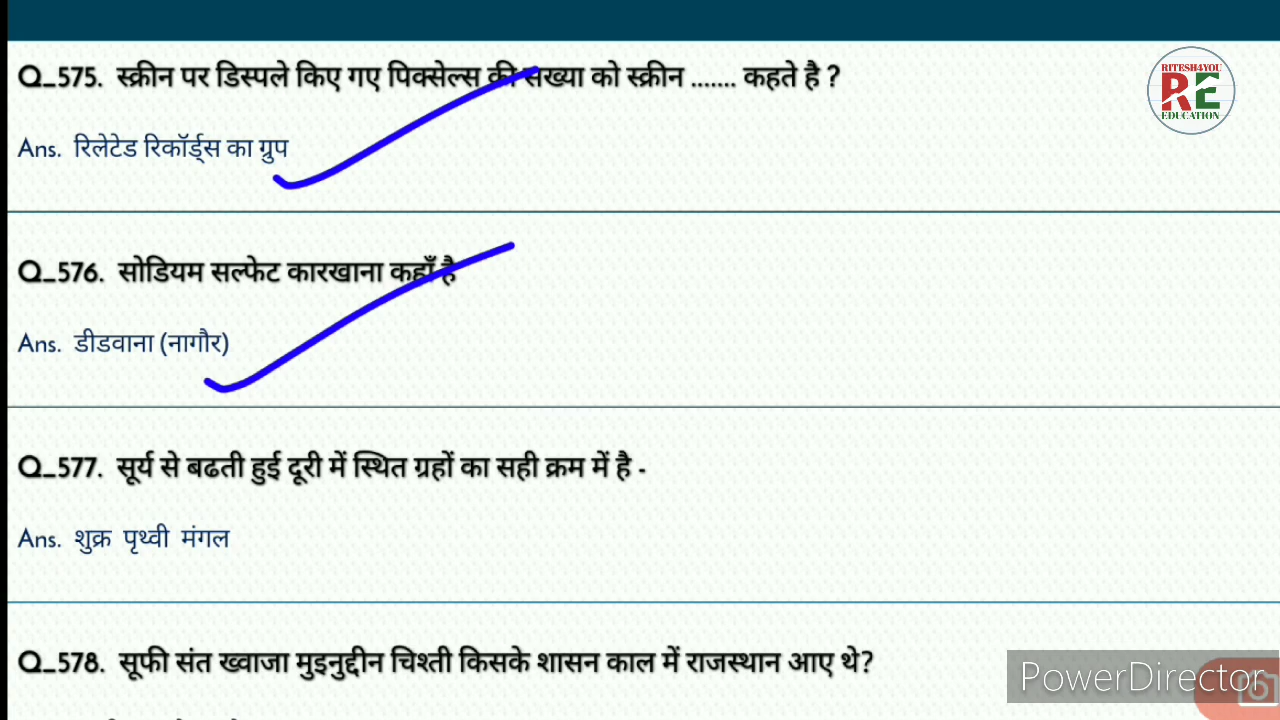 Q_575. स्क्रीन पर डिस्पले किए गए पिक्सेल्स की संख्या को स्क्रीन ....... कहते है ?
RITESH4YOU
RE
EDUCATION
Ans. रिलेटेड रिकॉर्ड्स का ग्रुप
Q_576. सोडियम सल्फेट कारखाना कहाँ है
Ans. डीडवाना (नागौर)
Q_577. सूर्य से बढती हुई दूरी में स्थित ग्रहों का सही क्रम में है -
Ans. शुक्र पृथ्वी मंगल
Q_578. सूफी संत ख्वाजा मुइनुद्दीन चिश्ती किसके शासन काल में राजस्थान आए थे?
PowerDirector